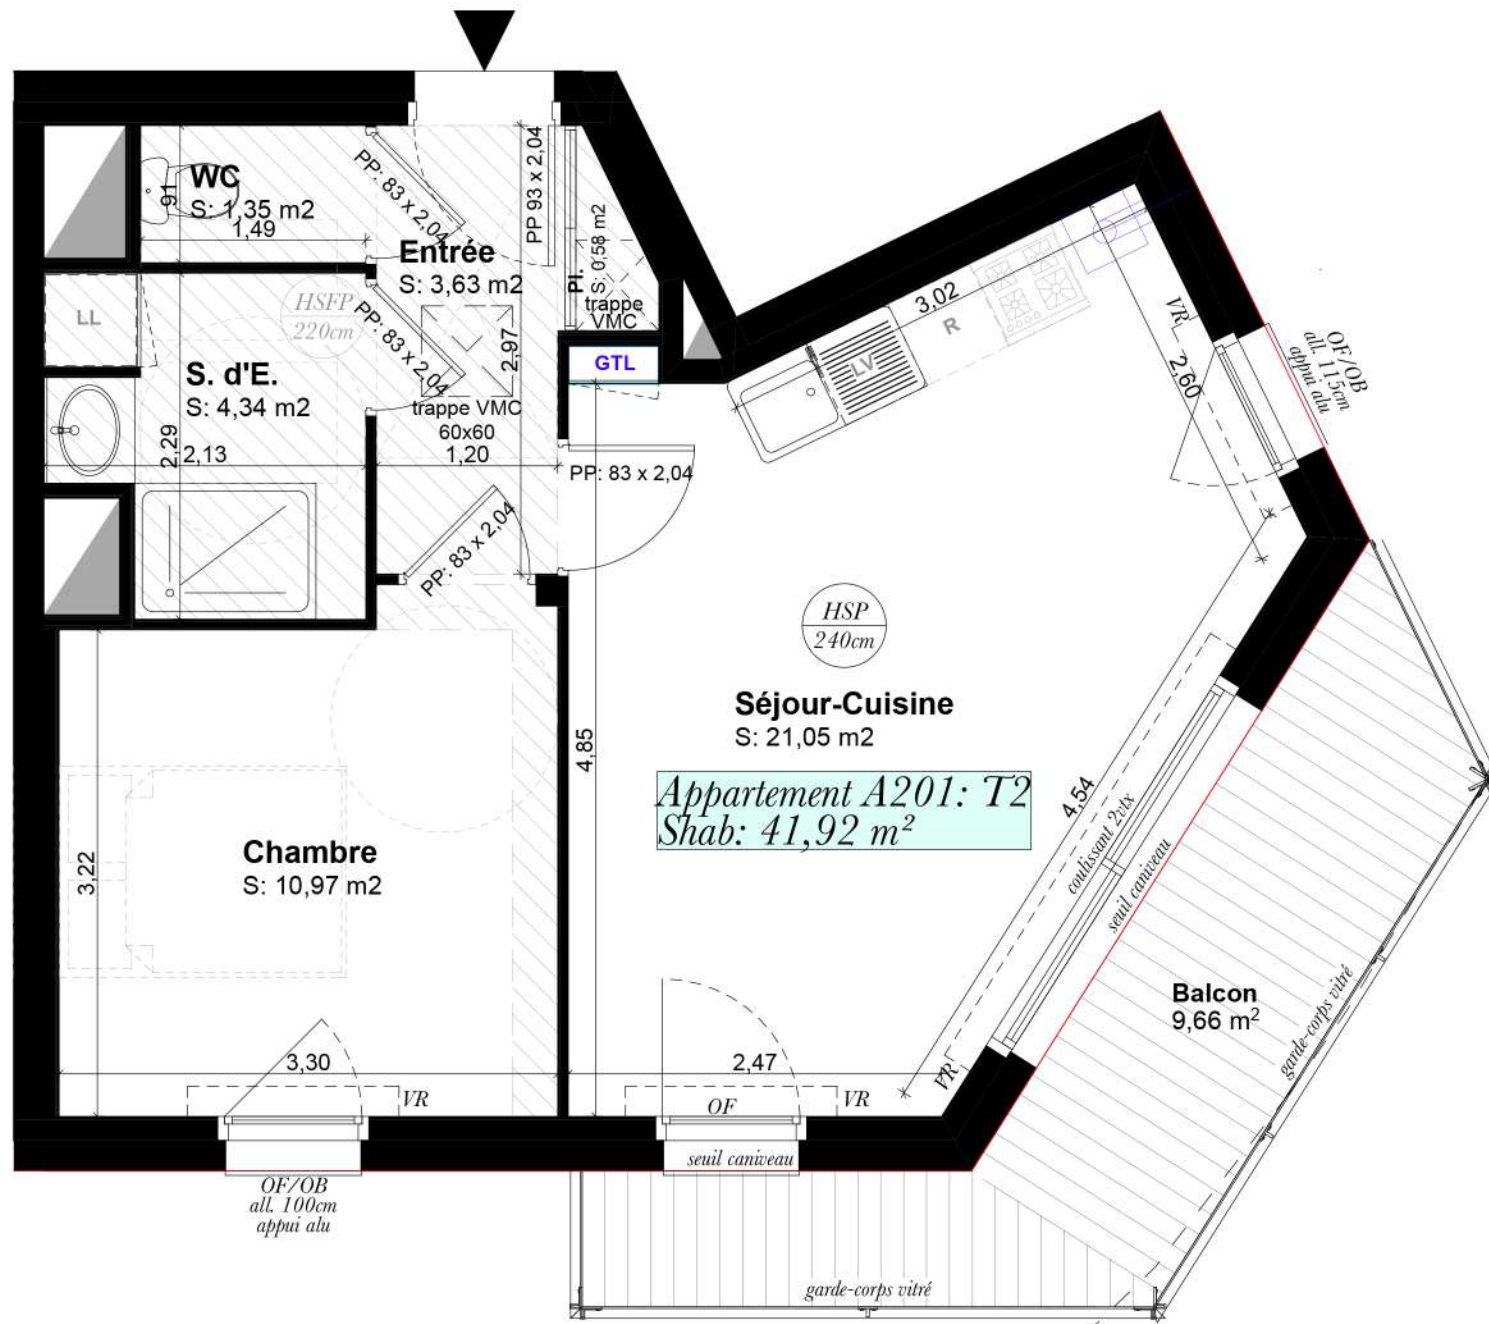 WC
S: 1,35 m2
1,49
91
PP: 83 x 2,04
Entrée
S: 3,63 m2
PP 93 x 2,04
Pl.
S: 0,58 m2
trappe
VMC
GTL
LL
HSFP
220cm
PP: 83 x 2,04
2,97
S. d'E.
S: 4,34 m2
trappe VMC
60x60
1,20
2,29
2,13
PP: 83 x 2,04
PP: 83 x 2,04
3,02
R
LV
2,60
VR
OF/OB
all. 115cm
appui alu
HSP
240cm
Séjour-Cuisine
S: 21,05 m2
4,85
Appartement A201: T2
Shab: 41,92 m²
4,54
coulissant 2vtx
seuil caniveau
Chambre
S: 10,97 m2
3,22
Balcon
9,66 m2
garde-corps vitré
3,30
VR
2,47
OF
VR
VR
seuil caniveau
OF/OB
all. 100cm
appui alu
garde-corps vitré